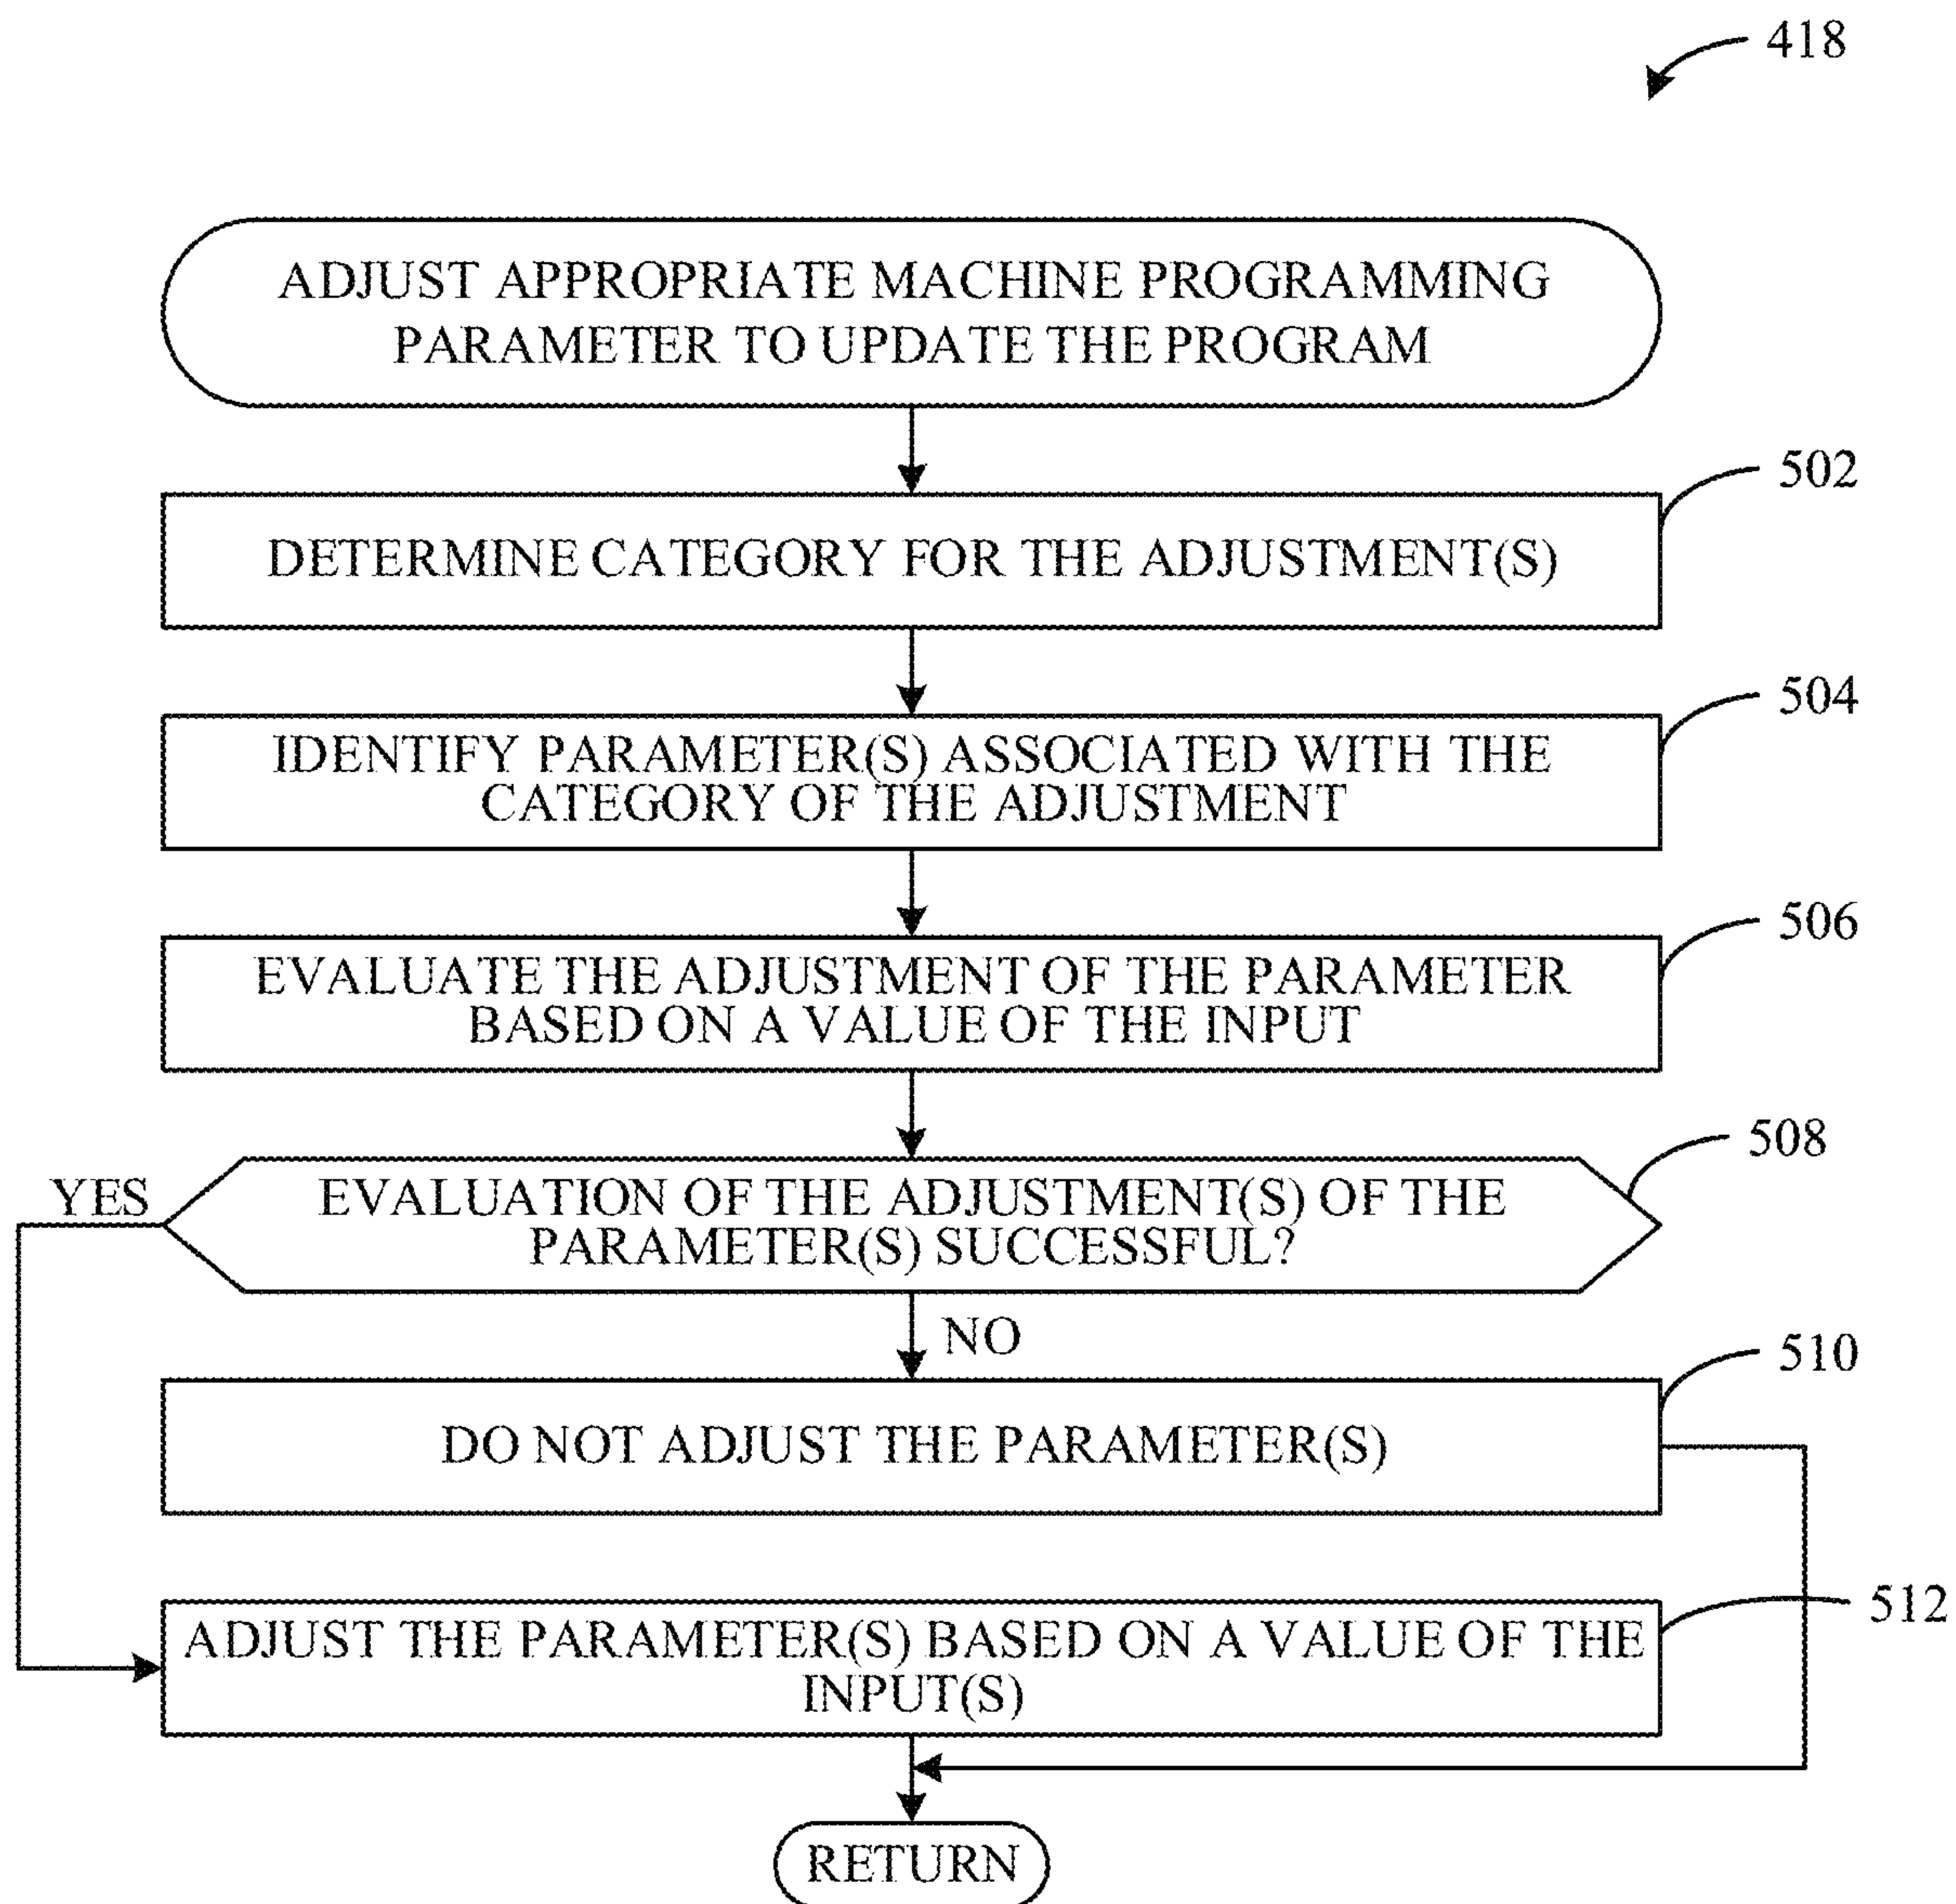 418
ADJUST APPROPRIATE MACHINE PROGRAMMING
PARAMETER TO UPDATE THE PROGRAM
502
DETERMINE CATEGORY FOR THE ADJUSTMENT(S)
504
IDENTIFY PARAMETER(S) ASSOCIATED WITH THE
CATEGORY OF THE ADJUSTMENT
506
EVALUATE THE ADJUSTMENT OF THE PARAMETER
BASED ON A VALUE OF THE INPUT
508
YES
EVALUATION OF THE ADJUSTMENT(S) OF THE
PARAMETER(S) SUCCESSFUL?
NO
510
DO NOT ADJUST THE PARAMETER(S)
512
ADJUST THE PARAMETER(S) BASED ON A VALUE OF THE
INPUT(S)
RETURN